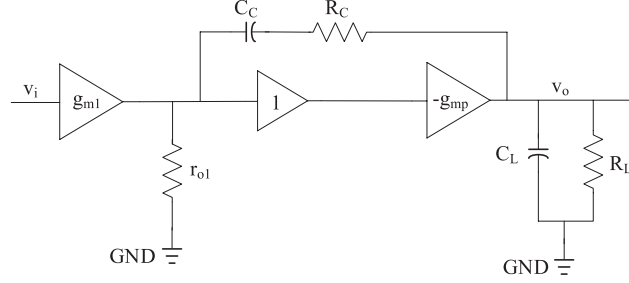 C_C R_C
v_i g_m1 1 -g_mp v_o
r_o1 C_L R_L
GND GND